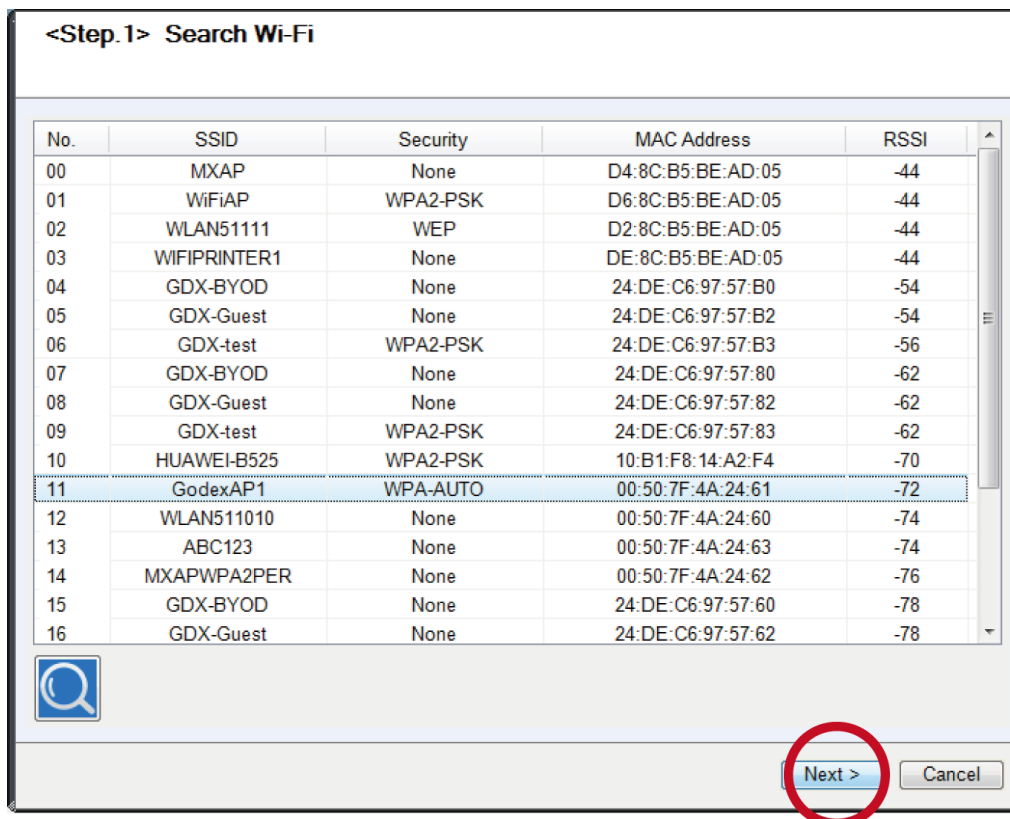 <Step.1> Search Wi-Fi
No. SSID Security MAC Address RSSI
00 MXAP None D4:8C:B5:BE:AD:05 -44
01 WiFiAP WPA2-PSK D6:8C:B5:BE:AD:05 -44
02 WLAN51111 WEP D2:8C:B5:BE:AD:05 -44
03 WIFIPRINTER1 None DE:8C:B5:BE:AD:05 -44
04 GDX-BYOD None 24:DE:C6:97:57:B0 -54
05 GDX-Guest None 24:DE:C6:97:57:B2 -54
06 GDX-test WPA2-PSK 24:DE:C6:97:57:B3 -56
07 GDX-BYOD None 24:DE:C6:97:57:80 -62
08 GDX-Guest None 24:DE:C6:97:57:82 -62
09 GDX-test WPA2-PSK 24:DE:C6:97:57:83 -62
10 HUAWEI-B525 WPA2-PSK 10:B1:F8:14:A2:F4 -70
11 GodexAP1 WPA-AUTO 00:50:7F:4A:24:61 -72
12 WLAN511010 None 00:50:7F:4A:24:60 -74
13 ABC123 None 00:50:7F:4A:24:63 -74
14 MXAPWPA2PER None 00:50:7F:4A:24:62 -76
15 GDX-BYOD None 24:DE:C6:97:57:60 -78
16 GDX-Guest None 24:DE:C6:97:57:62 -78
Next > Cancel